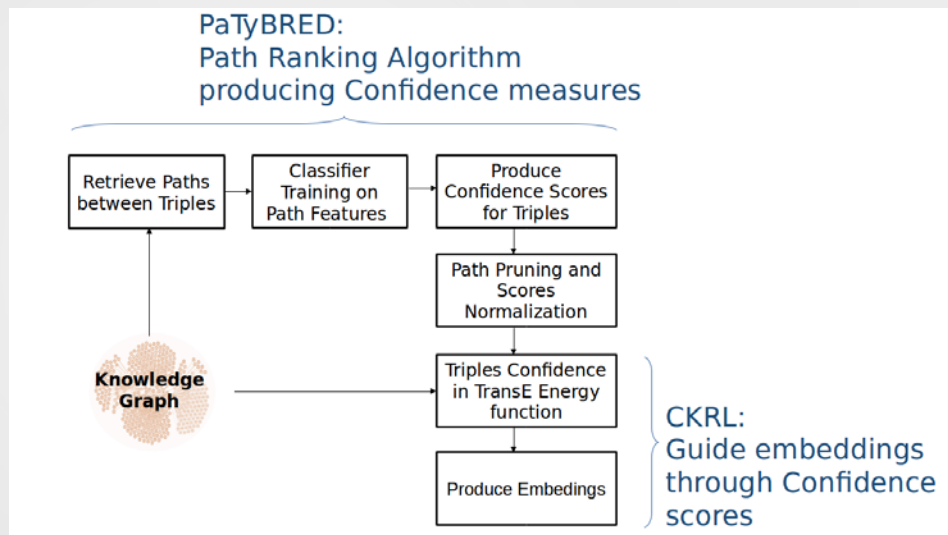 PaTyBRED:
Path Ranking Algorithm
producing Confidence measures
Retrieve Paths
between Triples
Classifier
Training on
Path Features
Produce
Confidence Scores
for Triples
Path Pruning and
Scores
Normalization
Knowledge
Graph
Triples Confidence
in TransE Energy
function
Produce Embedings
CKRL:
Guide embeddings
through Confidence
scores